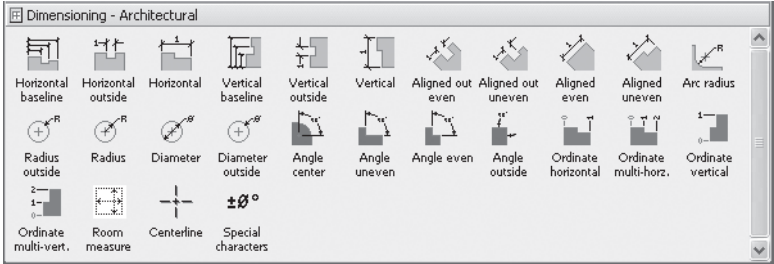 Dimensioning - Architectural
Horizontal baseline
Horizontal outside
Horizontal
Vertical baseline
Vertical outside
Vertical
Aligned out even
Aligned out uneven
Aligned even
Aligned uneven
Arc radius
Radius outside
Radius
Diameter
Diameter outside
Angle center
Angle uneven
Angle even
Angle outside
Ordinate horizontal
Ordinate multi-horz.
Ordinate vertical
Ordinate multi-vert.
Room measure
Centerline
±Ø°
Special characters